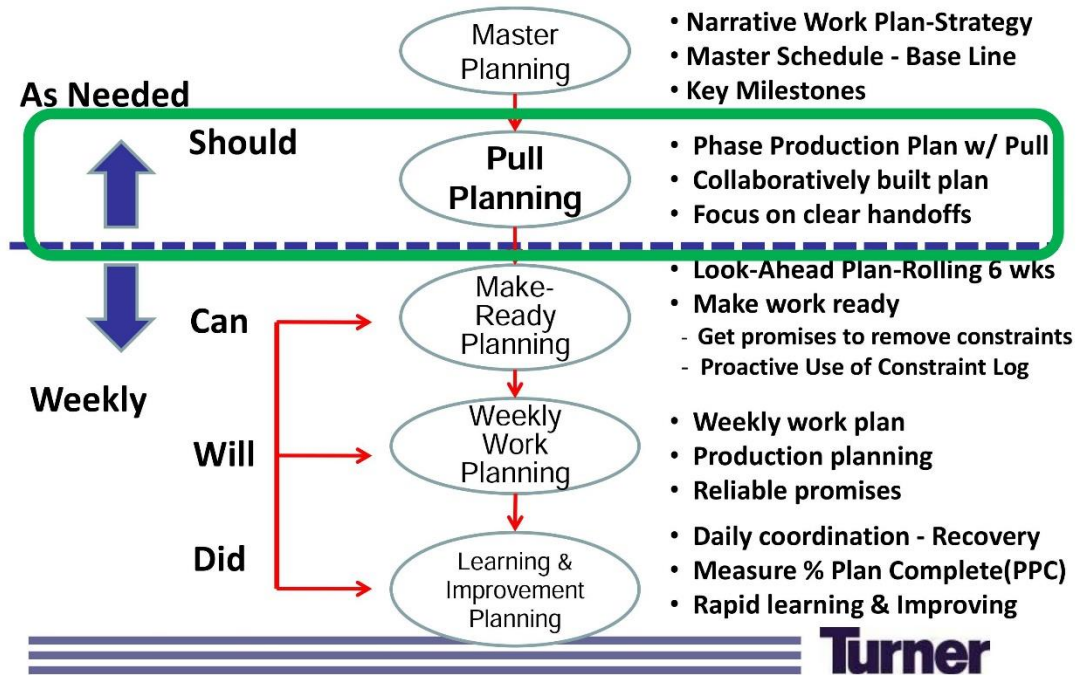 Master
Planning
• Narrative Work Plan-Strategy
• Master Schedule - Base Line
• Key Milestones
As Needed
Should
Pull
Planning
• Phase Production Plan w/ Pull
• Collaboratively built plan
• Focus on clear handoffs
Can
Make-
Ready
Planning
• Look-Ahead Plan-Rolling 6 wks
• Make work ready
- Get promises to remove constraints
- Proactive Use of Constraint Log
Weekly
Will
Weekly
Work
Planning
• Weekly work plan
• Production planning
• Reliable promises
Did
Learning &
Improvement
Planning
• Daily coordination - Recovery
• Measure % Plan Complete(PPC)
• Rapid learning & Improving
Turner